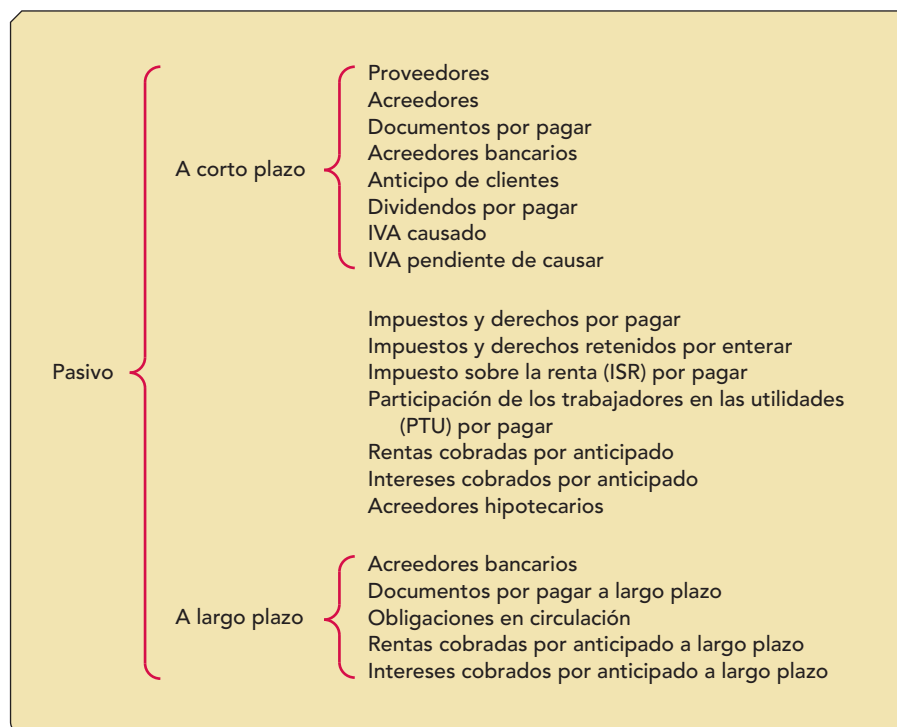 Pasivo
A corto plazo
Proveedores
Acreedores
Documentos por pagar
Acreedores bancarios
Anticipo de clientes
Dividendos por pagar
IVA causado
IVA pendiente de causar
Impuestos y derechos por pagar
Impuestos y derechos retenidos por enterar
Impuesto sobre la renta (ISR) por pagar
Participación de los trabajadores en las utilidades
(PTU) por pagar
Rentas cobradas por anticipado
Intereses cobrados por anticipado
Acreedores hipotecarios
A largo plazo
Acreedores bancarios
Documentos por pagar a largo plazo
Obligaciones en circulación
Rentas cobradas por anticipado a largo plazo
Intereses cobrados por anticipado a largo plazo